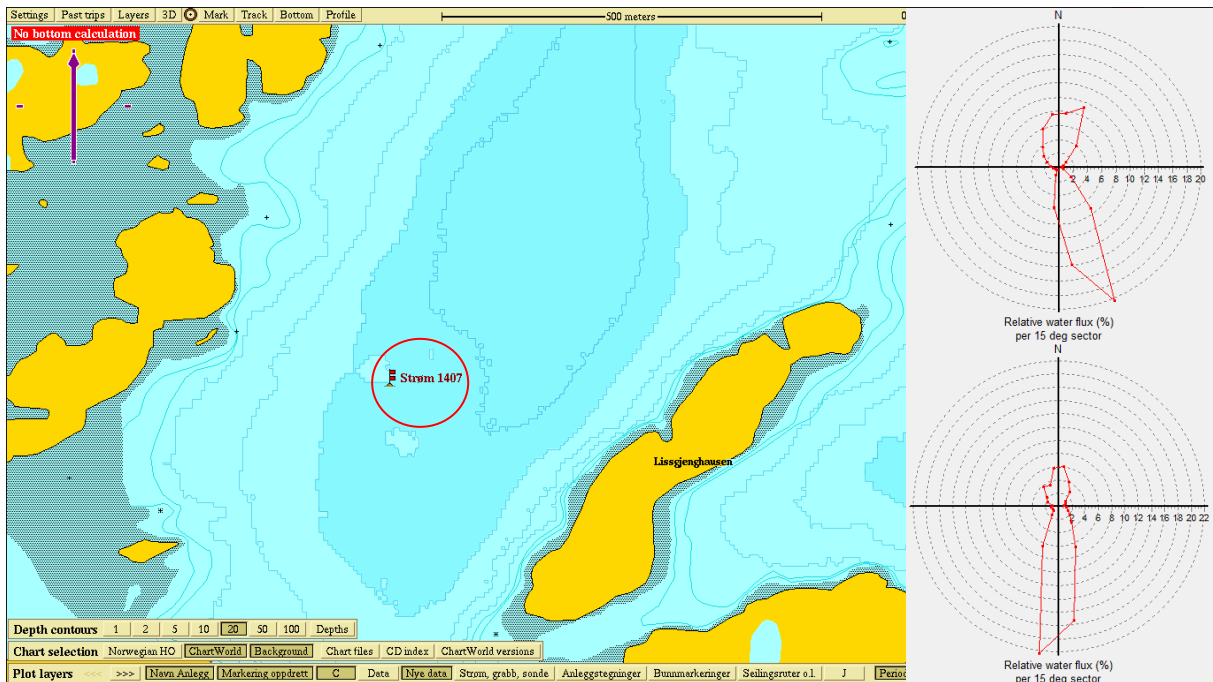 Settings Past trips Layers 3D Mark Track Bottom Profile 500 meters 0
No bottom calculation
Strøm 1407
Lissgjenghausen
Depth contours 1 2 5 10 20 50 100 Depths
Chart selection Norwegian HO ChartWorld Background Chart files CD index ChartWorld versions
Plot layers <<< >>> Navn Anlegg Markering oppdrett C Data Nye data Strøm, grabb, sonde Anleggstegninger Bunnmarkeringer Seilingsruter o.l. J Period
N
2 4 6 8 10 12 14 16 18 20
Relative water flux (%)
per 15 deg sector
N
2 4 6 8 10 12 14 16 18 20 22
Relative water flux (%)
per 15 deg sector